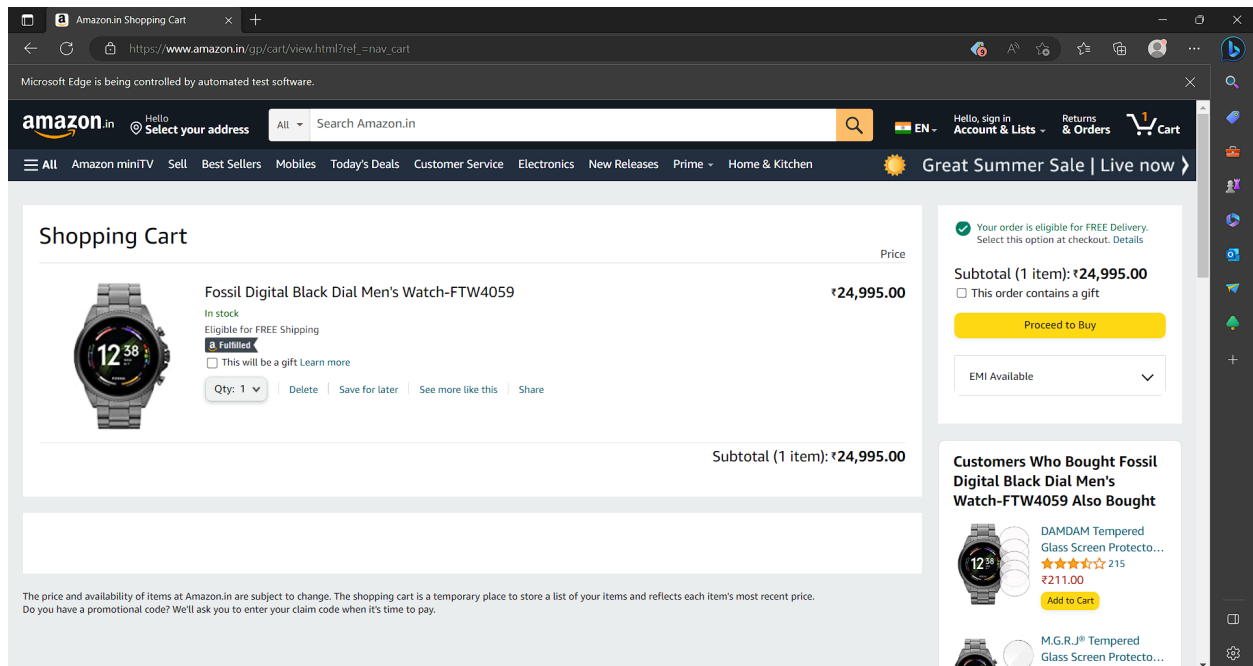 Amazon.in Shopping Cart
https://www.amazon.in/gp/cart/view.html?ref_=nav_cart
9
Microsoft Edge is being controlled by automated test software.
amazon.in
Hello
Select your address
All
Search Amazon.in
EN
Hello, sign in
Account & Lists
Returns
& Orders
1
Cart
All Amazon miniTV Sell Best Sellers Mobiles Today's Deals Customer Service Electronics New Releases Prime Home & Kitchen
Great Summer Sale | Live now
Shopping Cart
Price
Fossil Digital Black Dial Men's Watch-FTW4059
₹24,995.00
In stock
Eligible for FREE Shipping
a Fulfilled
This will be a gift Learn more
Qty: 1
Delete
Save for later
See more like this
Share
12 38
Subtotal (1 item): ₹24,995.00
The price and availability of items at Amazon.in are subject to change. The shopping cart is a temporary place to store a list of your items and reflects each item's most recent price.
Do you have a promotional code? We'll ask you to enter your claim code when it's time to pay.
Your order is eligible for FREE Delivery.
Select this option at checkout. Details
Subtotal (1 item): ₹24,995.00
This order contains a gift
Proceed to Buy
EMI Available
Customers Who Bought Fossil
Digital Black Dial Men's
Watch-FTW4059 Also Bought
DAMDAM Tempered
Glass Screen Protecto...
215
₹211.00
Add to Cart
12 38
M.G.R.J® Tempered
Glass Screen Protecto...